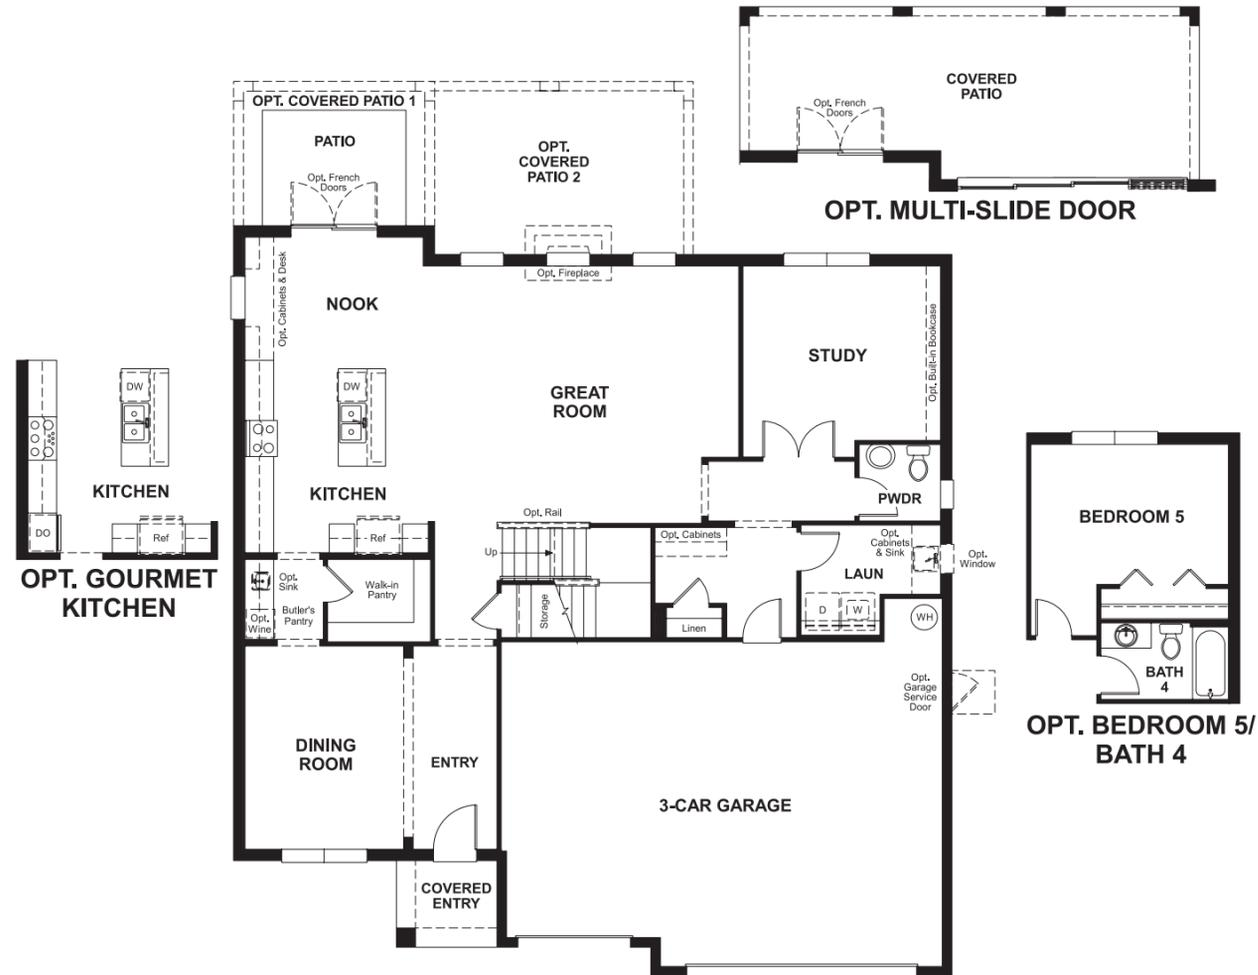 COVERED
PATIO
Opt. French
Doors
OPT. MULTI-SLIDE DOOR
OPT. COVERED PATIO 1
PATIO
Opt. French
Doors
OPT.
COVERED
PATIO 2
Opt. Fireplace
Opt. Cabinets & Desk
NOOK
GREAT
ROOM
STUDY
Opt. Built-in Bookcase
DW
KITCHEN
DO
Ref
OPT. GOURMET
KITCHEN
DW
KITCHEN
Ref
Opt. Rail
Up
Storage
PWDR
Opt. Cabinets
Linen
Opt.
Cabinets
& Sink
LAUN
D
W
Opt.
Window
WH
Opt.
Sink
Butler's
Pantry
Opt.
Wine
Walk-in
Pantry
BEDROOM 5
BATH
4
OPT. BEDROOM 5/
BATH 4
Opt.
Garage
Service
Door
DINING
ROOM
ENTRY
3-CAR GARAGE
COVERED
ENTRY